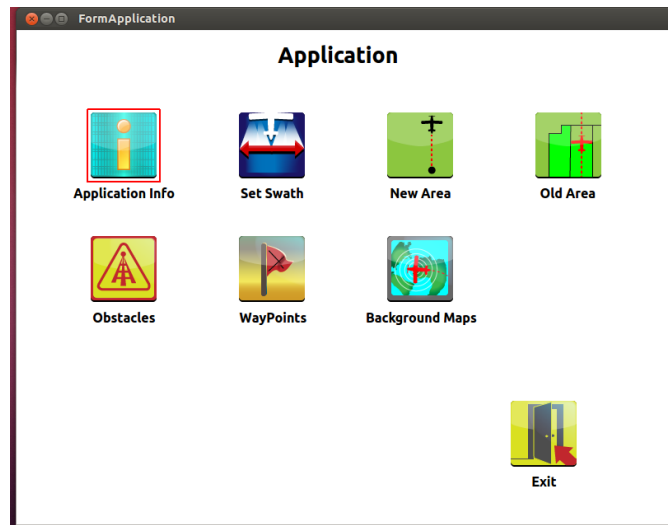 FormApplication
Application
Application Info
Set Swath
New Area
Old Area
Obstacles
WayPoints
Background Maps
Exit